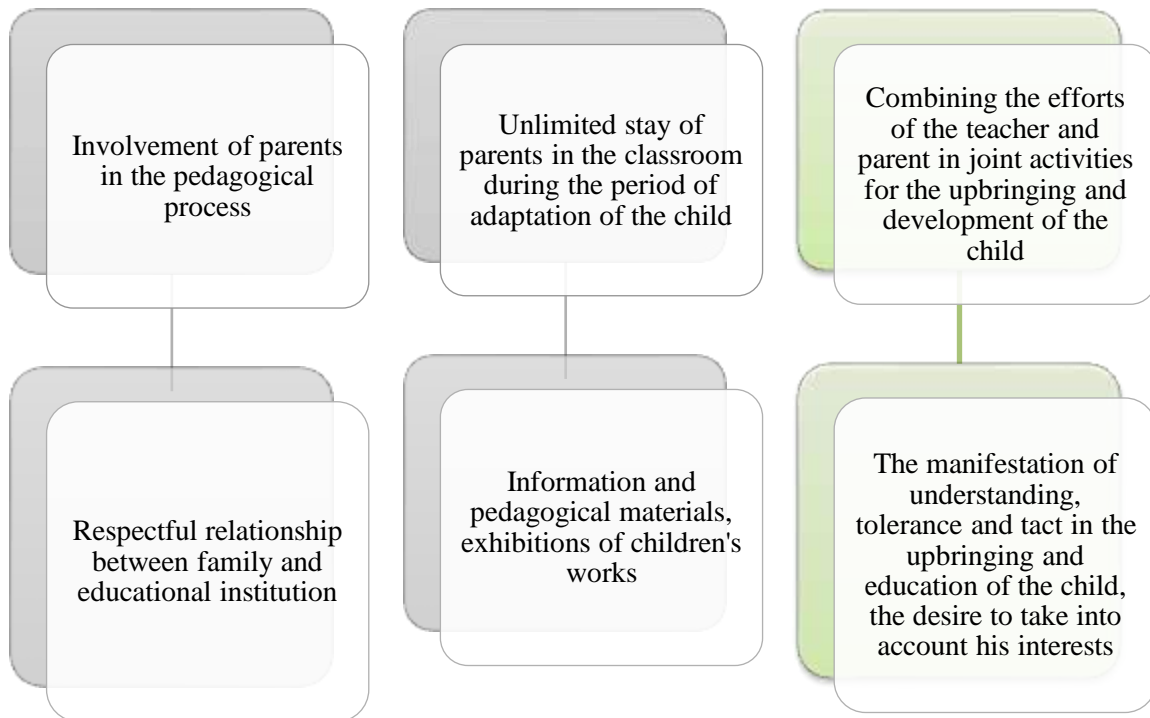 Involvement of parents
in the pedagogical
process
Unlimited stay of
parents in the classroom
during the period of
adaptation of the child
Combining the efforts
of the teacher and
parent in joint activities
for the upbringing and
development of the
child
Respectful relationship
between family and
educational institution
Information and
pedagogical materials,
exhibitions of children's
works
The manifestation of
understanding,
tolerance and tact in the
upbringing and
education of the child,
the desire to take into
account his interests